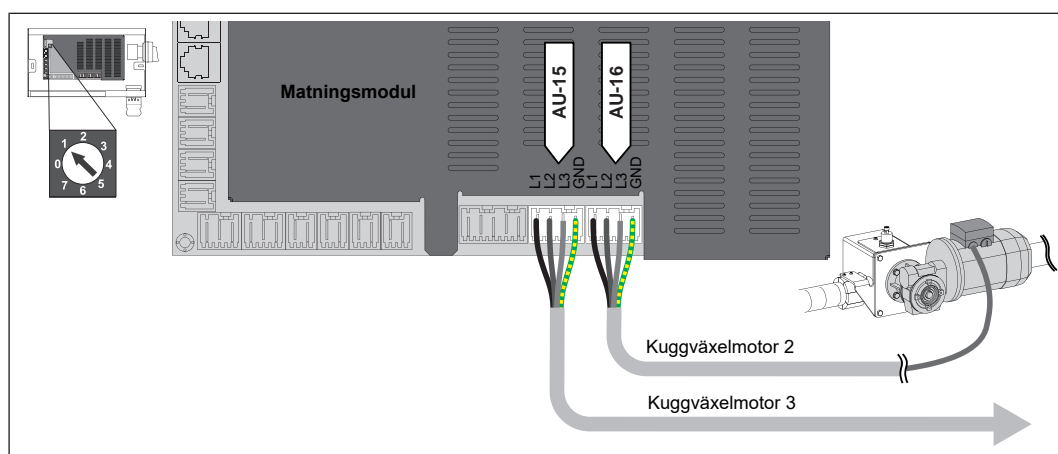 Matningsmodul
AU-15
AU-16
L1 L2 L3 GND
L1 L2 L3 GND
0 1 2 3 4 5 6 7
Kuggväxelmotor 2
Kuggväxelmotor 3